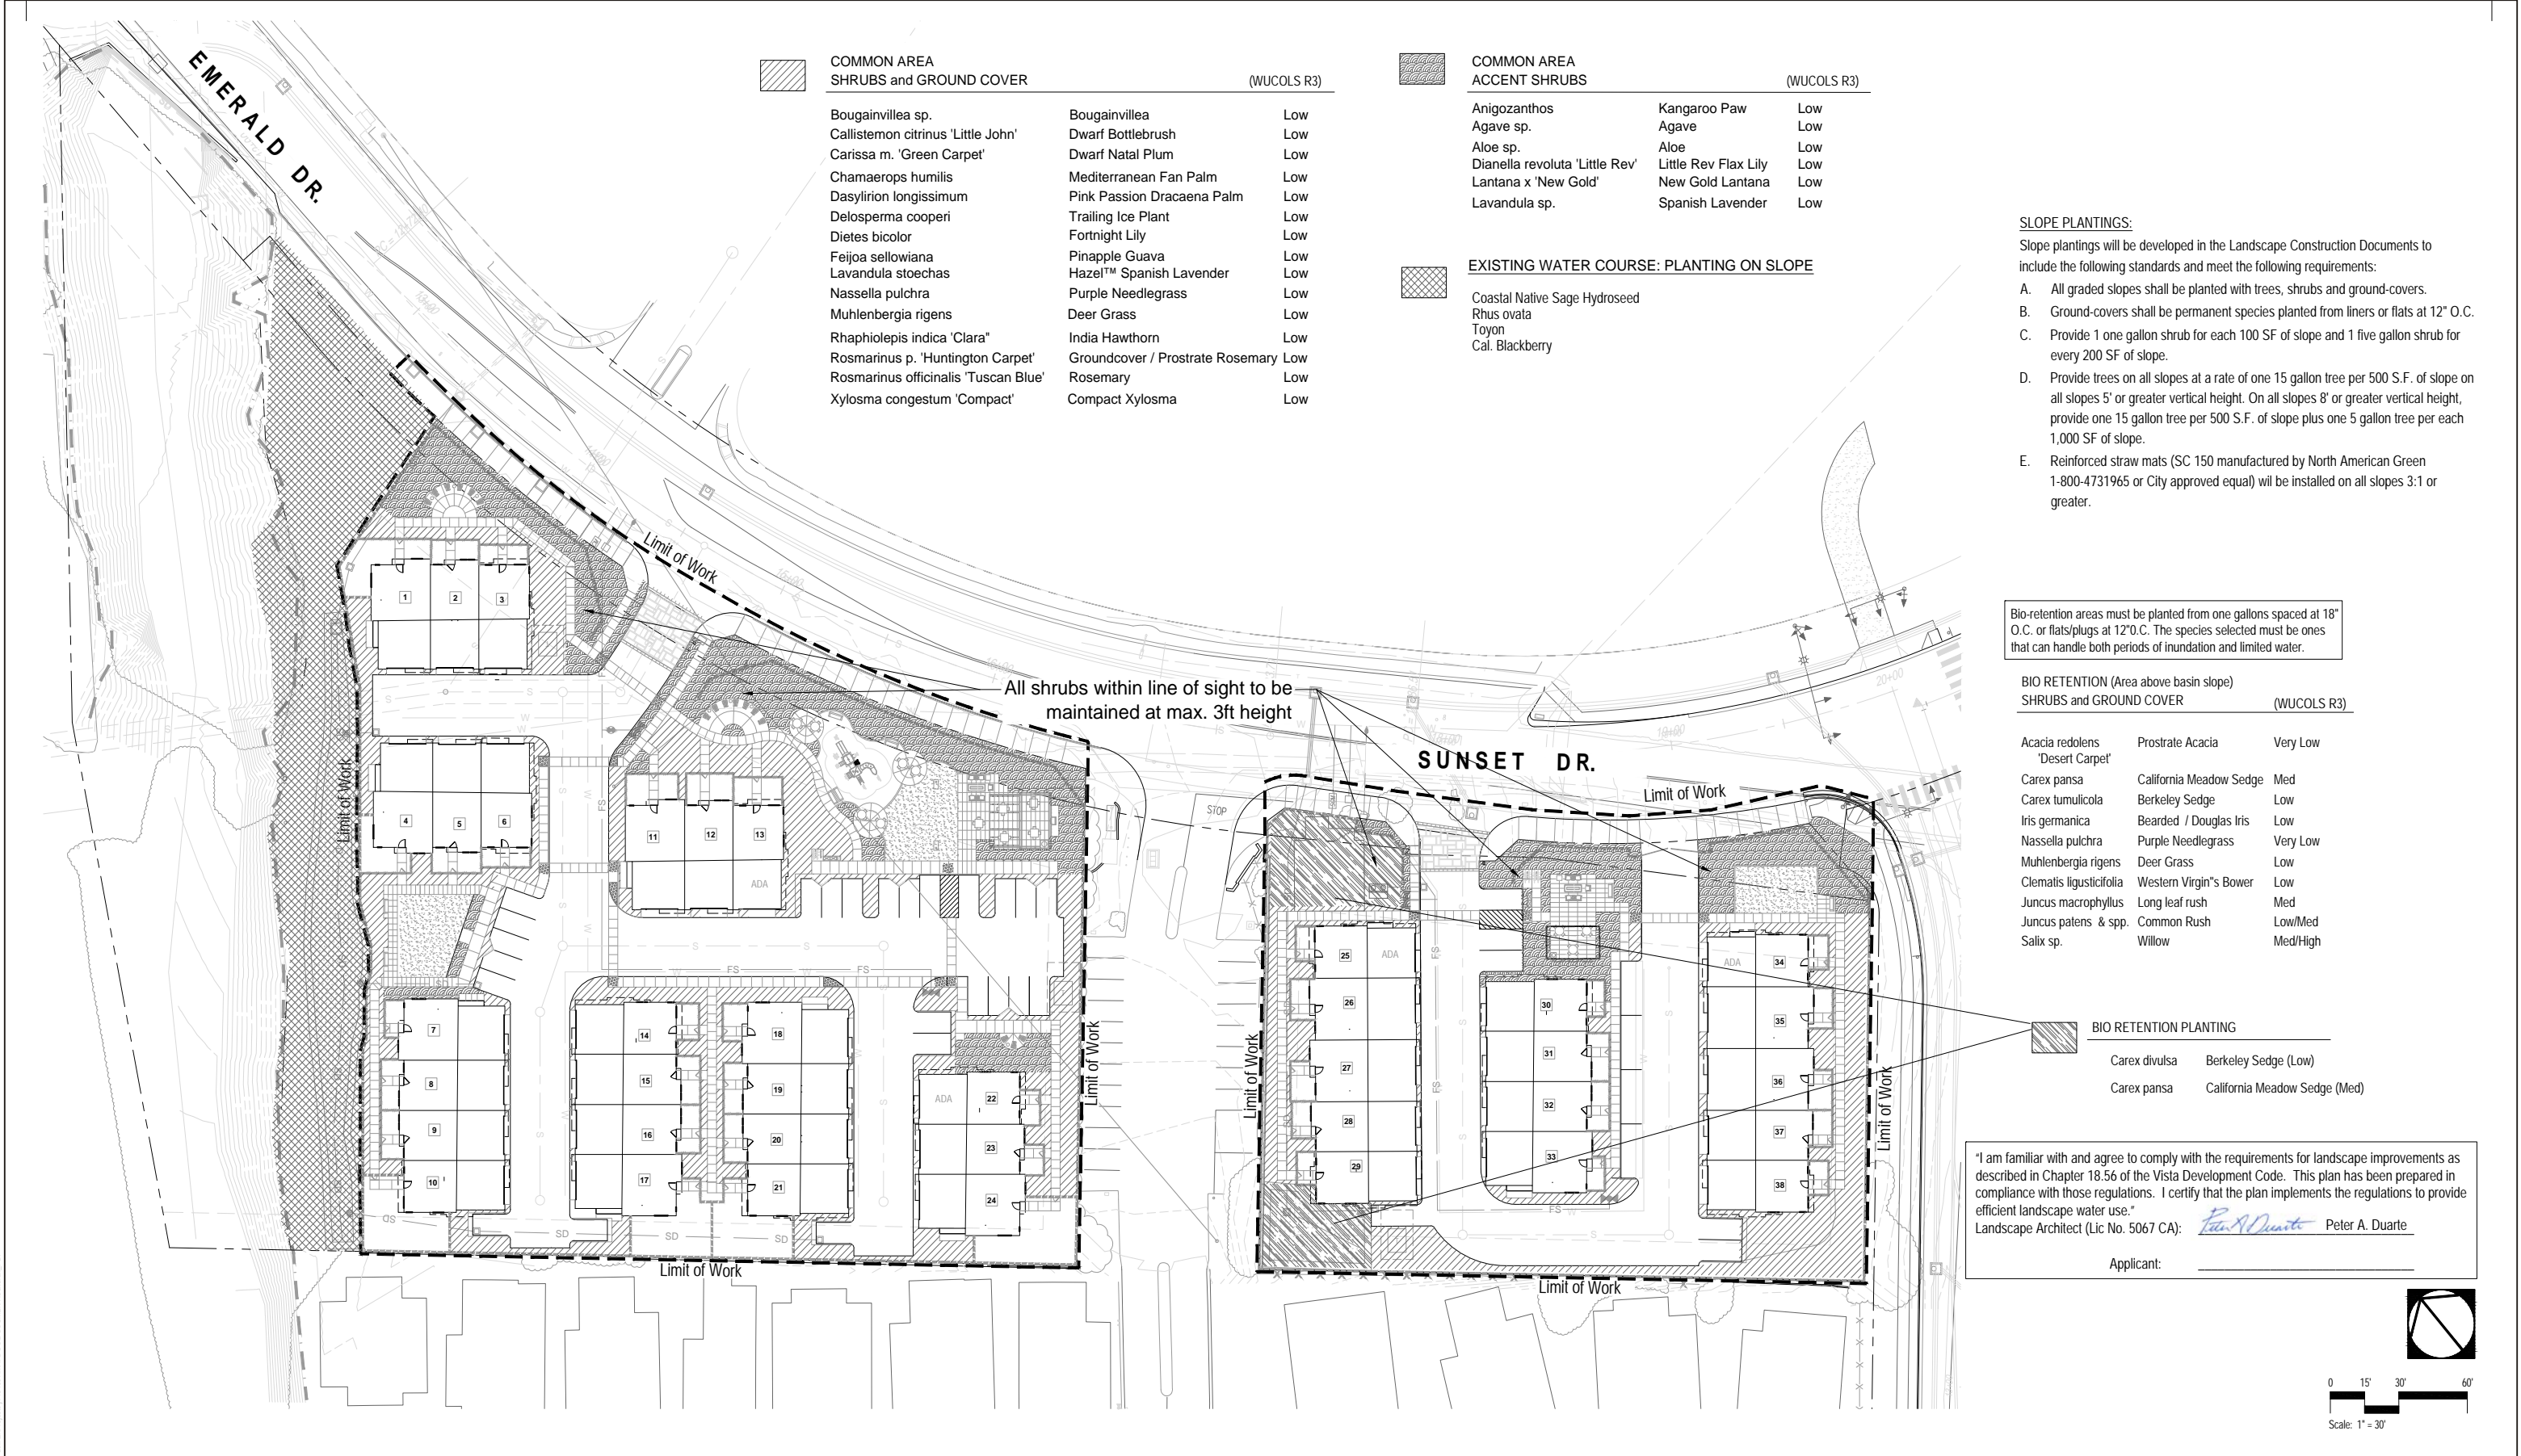 EMERALD DR.
COMMON AREA
SHRUBS and GROUND COVER (WUCOLS R3)
Bougainvillea sp. Bougainvillea Low
Callistemon citrinus 'Little John' Dwarf Bottlebrush Low
Carissa m. 'Green Carpet' Dwarf Natal Plum Low
Chamaerops humilis Mediterranean Fan Palm Low
Dasylirion longissimum Pink Passion Dracaena Palm Low
Delosperma cooperi Trailing Ice Plant Low
Dietes bicolor Fortnight Lily Low
Feijoa sellowiana Pinapple Guava Low
Lavandula stoechas Hazel™ Spanish Lavender Low
Nassella pulchra Purple Needlegrass Low
Muhlenbergia rigens Deer Grass Low
Rhaphiolepis indica 'Clara" India Hawthorn Low
Rosmarinus p. 'Huntington Carpet' Groundcover / Prostrate Rosemary Low
Rosmarinus officinalis 'Tuscan Blue' Rosemary Low
Xylosma congestum 'Compact' Compact Xylosma Low
COMMON AREA
ACCENT SHRUBS (WUCOLS R3)
Anigozanthos Kangaroo Paw Low
Agave sp. Agave Low
Aloe sp. Aloe Low
Dianella revoluta 'Little Rev' Little Rev Flax Lily Low
Lantana x 'New Gold' New Gold Lantana Low
Lavandula sp. Spanish Lavender Low
EXISTING WATER COURSE: PLANTING ON SLOPE
Coastal Native Sage Hydroseed
Rhus ovata
Toyon
Cal. Blackberry
SLOPE PLANTINGS:
Slope plantings will be developed in the Landscape Construction Documents to
include the following standards and meet the following requirements:
A. All graded slopes shall be planted with trees, shrubs and ground-covers.
B. Ground-covers shall be permanent species planted from liners or flats at 12" O.C.
C. Provide 1 one gallon shrub for each 100 SF of slope and 1 five gallon shrub for
every 200 SF of slope.
D. Provide trees on all slopes at a rate of one 15 gallon tree per 500 S.F. of slope on
all slopes 5' or greater vertical height. On all slopes 8' or greater vertical height,
provide one 15 gallon tree per 500 S.F. of slope plus one 5 gallon tree per each
1,000 SF of slope.
E. Reinforced straw mats (SC 150 manufactured by North American Green
1-800-4731965 or City approved equal) wil be installed on all slopes 3:1 or
greater.
Bio-retention areas must be planted from one gallons spaced at 18"
O.C. or flats/plugs at 12"0.C. The species selected must be ones
that can handle both periods of inundation and limited water.
BIO RETENTION (Area above basin slope)
SHRUBS and GROUND COVER (WUCOLS R3)
Acacia redolens Prostrate Acacia Very Low
'Desert Carpet'
Carex pansa California Meadow Sedge Med
Carex tumulicola Berkeley Sedge Low
Iris germanica Bearded / Douglas Iris Low
Nassella pulchra Purple Needlegrass Very Low
Muhlenbergia rigens Deer Grass Low
Clematis ligusticifolia Western Virgin"s Bower Low
Juncus macrophyllus Long leaf rush Med
Juncus patens & spp. Common Rush Low/Med
Salix sp. Willow Med/High
BIO RETENTION PLANTING
Carex divulsa Berkeley Sedge (Low)
Carex pansa California Meadow Sedge (Med)
"I am familiar with and agree to comply with the requirements for landscape improvements as
described in Chapter 18.56 of the Vista Development Code. This plan has been prepared in
compliance with those regulations. I certify that the plan implements the regulations to provide
efficient landscape water use."
Landscape Architect (Lic No. 5067 CA): Peter A Duarte Peter A. Duarte
Applicant:
0 15' 30' 60'
Scale: 1" = 30'
Limit of Work
All shrubs within line of sight to be
maintained at max. 3ft height
SUNSET DR.
Limit of Work
STOP
20+00
1 2 3
Limit of Work
4 5 6
11 12 13
ADA
7
8
9
10
14
15
16
17
18
19
20
21
ADA 22
23
24
Limit of Work
Limit of Work
Limit of Work
25 ADA
26
27
28
29
30
31
32
33
ADA 34
35
36
37
38
Limit of Work
Limit of Work
FS
FS
FS
FS
FS
FS
SD
SD
SD
SD